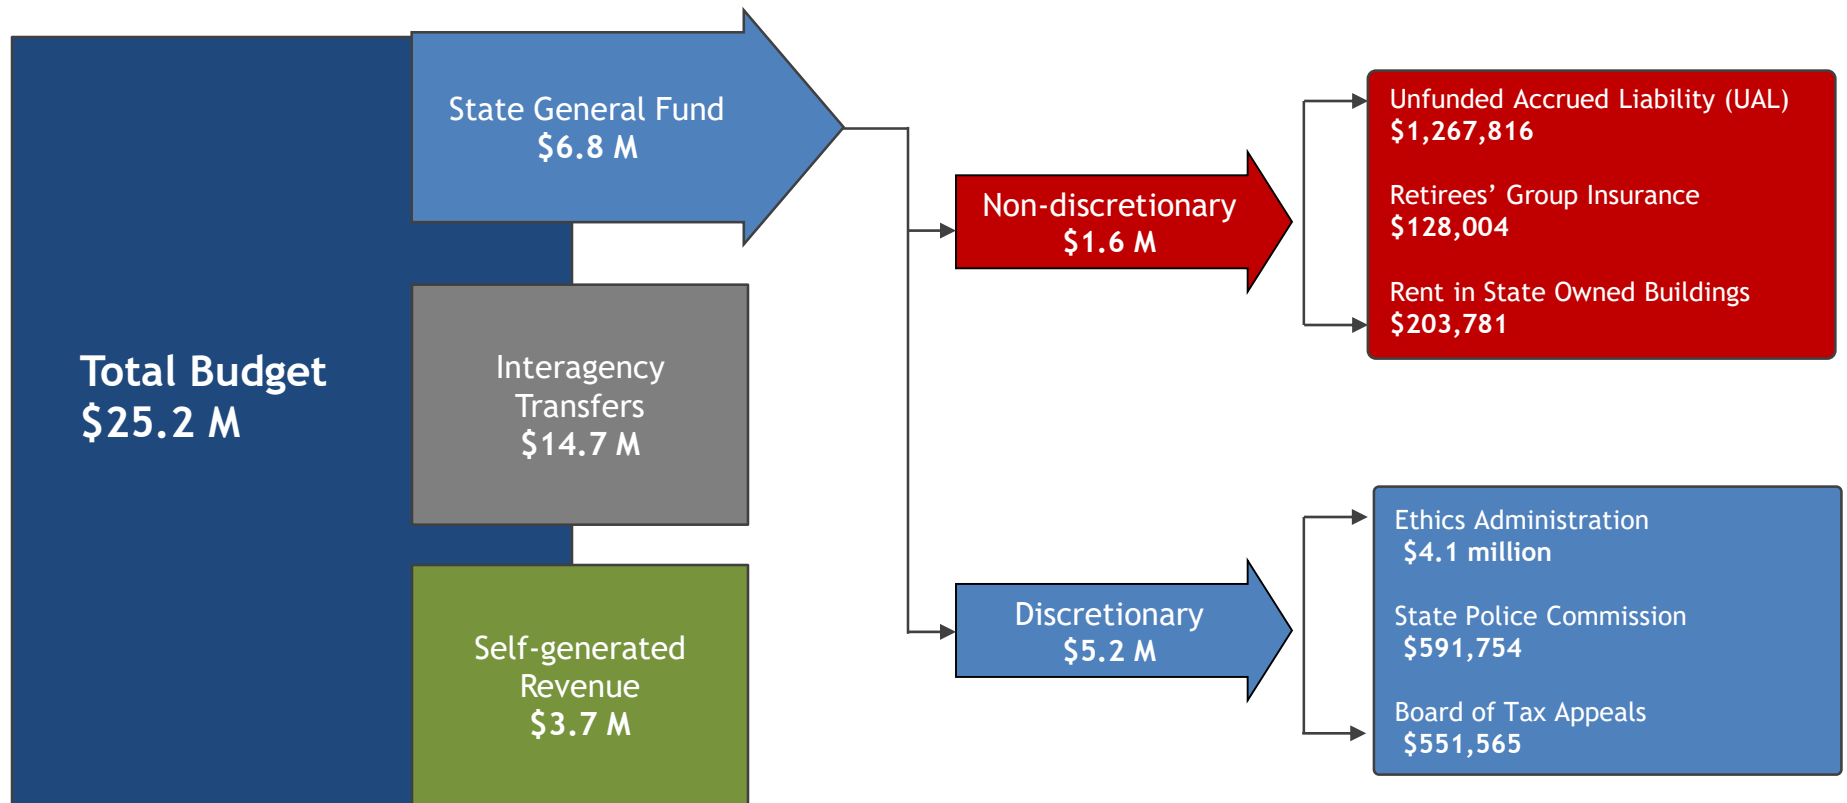 Total Budget
$25.2 M
State General Fund
$6.8 M
Interagency
Transfers
$14.7 M
Self-generated
Revenue
$3.7 M
Non-discretionary
$1.6 M
Unfunded Accrued Liability (UAL)
$1,267,816
Retirees’ Group Insurance
$128,004
Rent in State Owned Buildings
$203,781
Discretionary
$5.2 M
Ethics Administration
$4.1 million
State Police Commission
$591,754
Board of Tax Appeals
$551,565